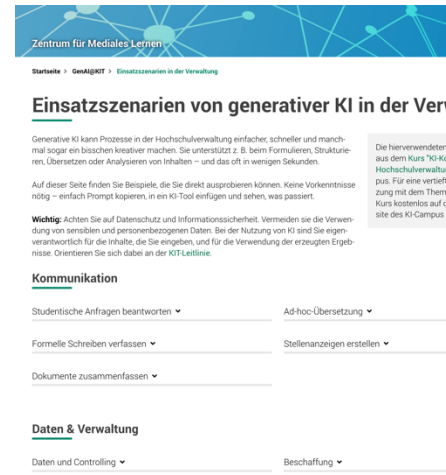 Zentrum für Mediales Lernen
Startseite > GenAI@KIT > Einsatzszenarien in der Verwaltung
Einsatzszenarien von generativer KI in der Ver
Generative KI kann Prozesse in der Hochschulverwaltung einfacher, schneller und manch-
mal sogar ein bisschen kreativer machen. Sie unterstützt z. B. beim Formulieren, Strukturie-
ren, Übersetzen oder Analysieren von Inhalten – und das oft in wenigen Sekunden.
Auf dieser Seite finden Sie Beispiele, die Sie direkt ausprobieren können. Keine Vorkenntnisse
nötig – einfach Prompt kopieren, in ein KI-Tool einfügen und sehen, was passiert.
Wichtig: Achten Sie auf Datenschutz und Informationssicherheit. Vermeiden sie die Verwen-
dung von sensiblen und personenbezogenen Daten. Bei der Nutzung von KI sind Sie eigen-
verantwortlich für die Inhalte, die Sie eingeben, und für die Verwendung der erzeugten Ergeb-
nisse. Orientieren Sie sich dabei an der KIT-Leitlinie.
Die hierverwendeten
aus dem Kurs "KI-Ko
Hochschulverwaltu
pus. Für eine vertieft
zung mit dem Them
Kurs kostenlos auf d
site des KI-Campus
Kommunikation
Studentische Anfragen beantworten
Ad-hoc-Übersetzung
Formelle Schreiben verfassen
Stellenanzeigen erstellen
Dokumente zusammenfassen
Daten & Verwaltung
Daten und Controlling
Beschaffung